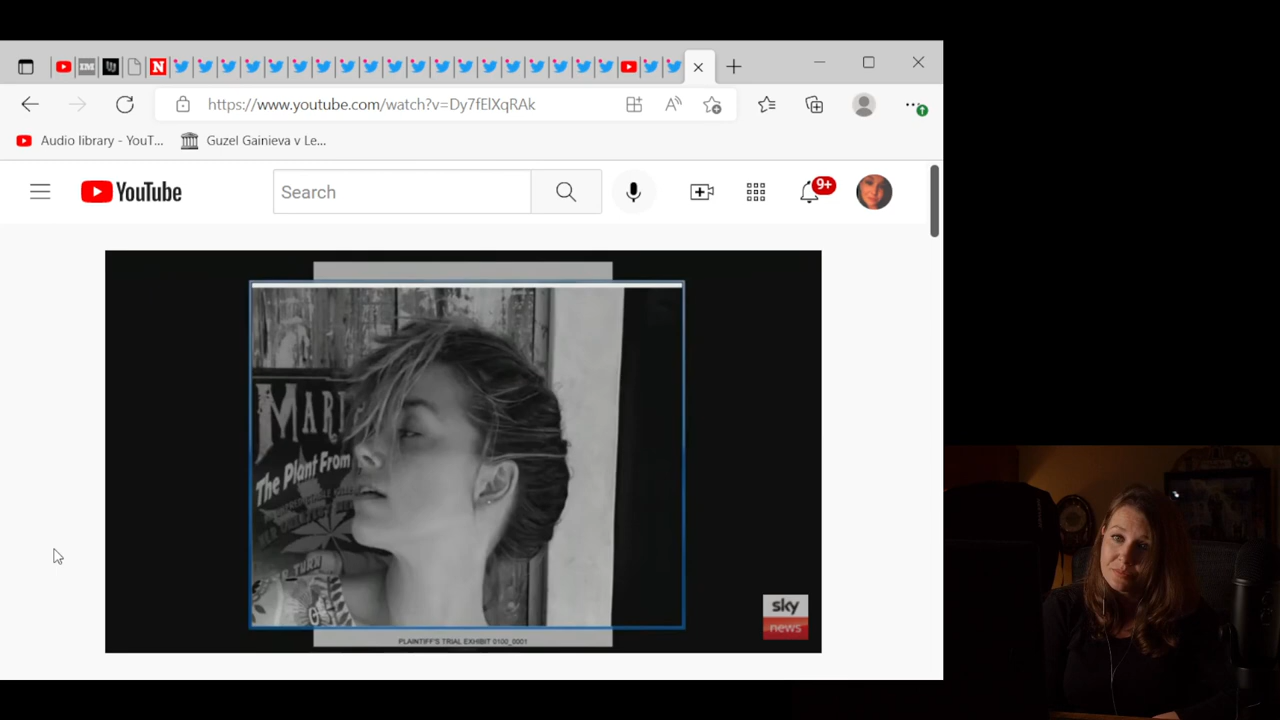 https://www.youtube.com/watch?v=Dy7fElXqRAk
Audio library - YouT...
Guzel Gainieva v Le...
YouTube
Search
9+
MARI
The Plant From
TURN
sky
news
PLAINTIFF'S TRIAL EXHIBIT 0100_0001